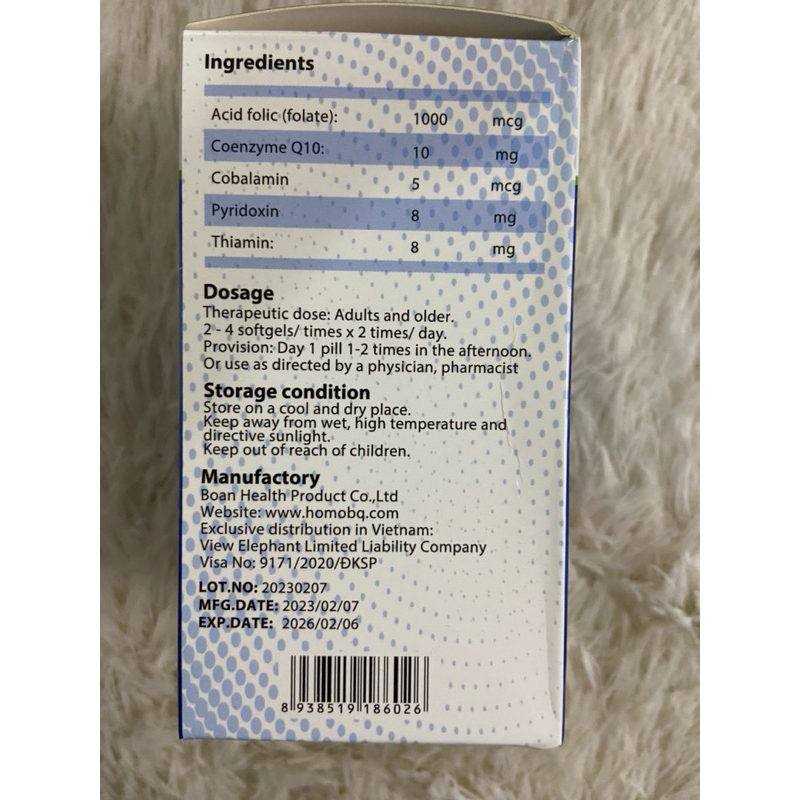 Ingredients
Acid folic (folate): 1000 mcg
Coenzyme Q10: 10 mg
Cobalamin 5 mcg
Pyridoxin 8 mg
Thiamin: 8 mg
Dosage
Therapeutic dose: Adults and older.
2 - 4 softgels/ times x 2 times/ day.
Provision: Day 1 pill 1-2 times in the afternoon.
Or use as directed by a physician, pharmacist
Storage condition
Store on a cool and dry place.
Keep away from wet, high temperature and
directive sunlight.
Keep out of reach of children.
Manufactory
Boan Health Product Co.,Ltd
Website: www.homobq.com
Exclusive distribution in Vietnam:
View Elephant Limited Liability Company
Visa No: 9171/2020/ĐKSP
LOT.NO: 20230207
MFG.DATE: 2023/02/07
EXP.DATE: 2026/02/06
8 938519 186026